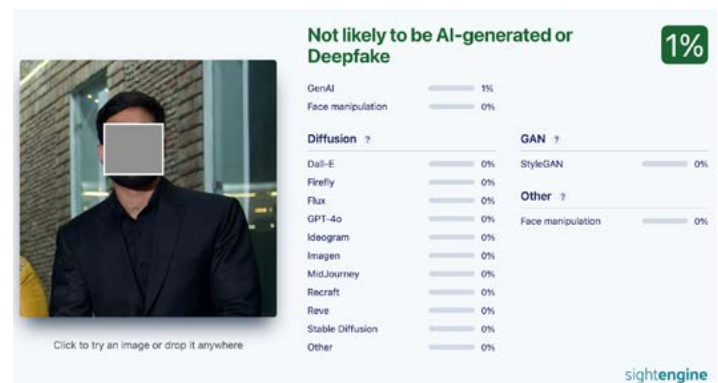 Not likely to be AI-generated or
Deepfake
1%
GenAI 1%
Face manipulation 0%
Diffusion ?
Dall-E 0%
Firefly 0%
Flux 0%
GPT-4o 0%
Ideogram 0%
Imagen 0%
MidJourney 0%
Recraft 0%
Reve 0%
Stable Diffusion 0%
Other 0%
GAN ?
StyleGAN 0%
Other ?
Face manipulation 0%
Click to try an image or drop it anywhere
sightengine